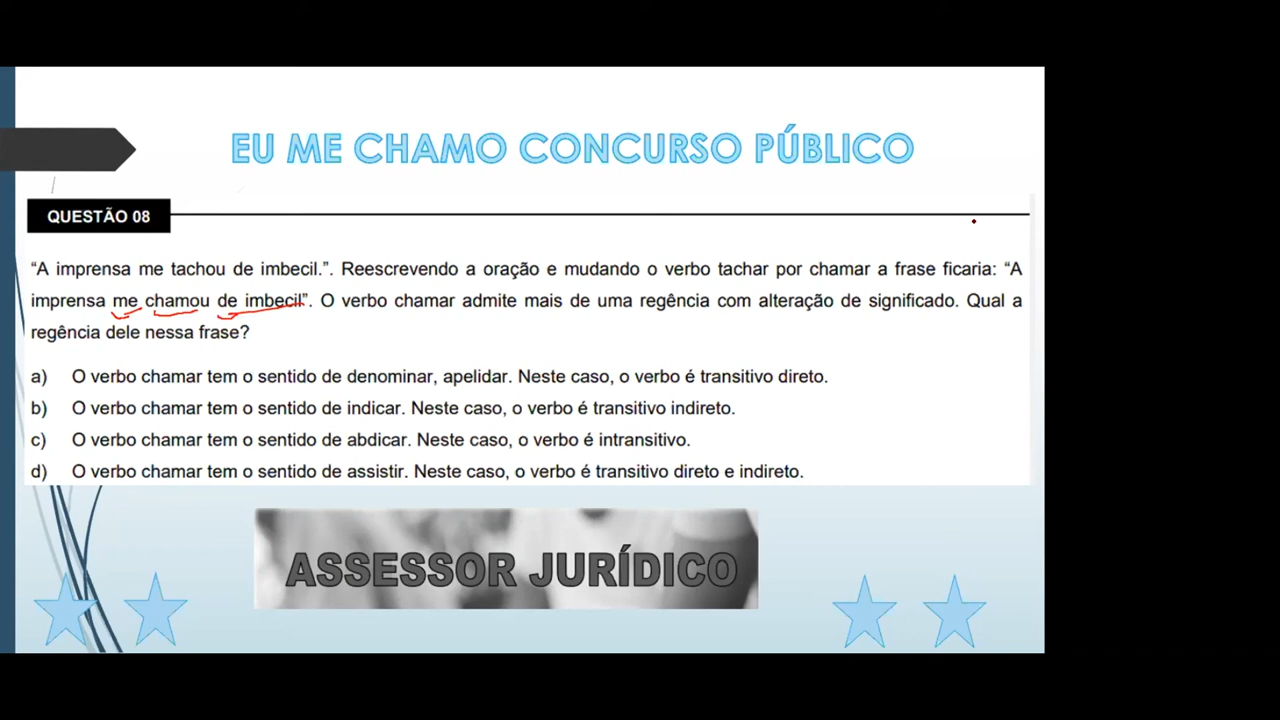 EU ME CHAMO CONCURSO PÚBLICO
QUESTÃO 08
“A imprensa me tachou de imbecil.”. Reescrevendo a oração e mudando o verbo tachar por chamar a frase ficaria: “A
imprensa me chamou de imbecil”. O verbo chamar admite mais de uma regência com alteração de significado. Qual a
regência dele nessa frase?
a) O verbo chamar tem o sentido de denominar, apelidar. Neste caso, o verbo é transitivo direto.
b) O verbo chamar tem o sentido de indicar. Neste caso, o verbo é transitivo indireto.
c) O verbo chamar tem o sentido de abdicar. Neste caso, o verbo é intransitivo.
d) O verbo chamar tem o sentido de assistir. Neste caso, o verbo é transitivo direto e indireto.
ASSESSOR JURÍDICO